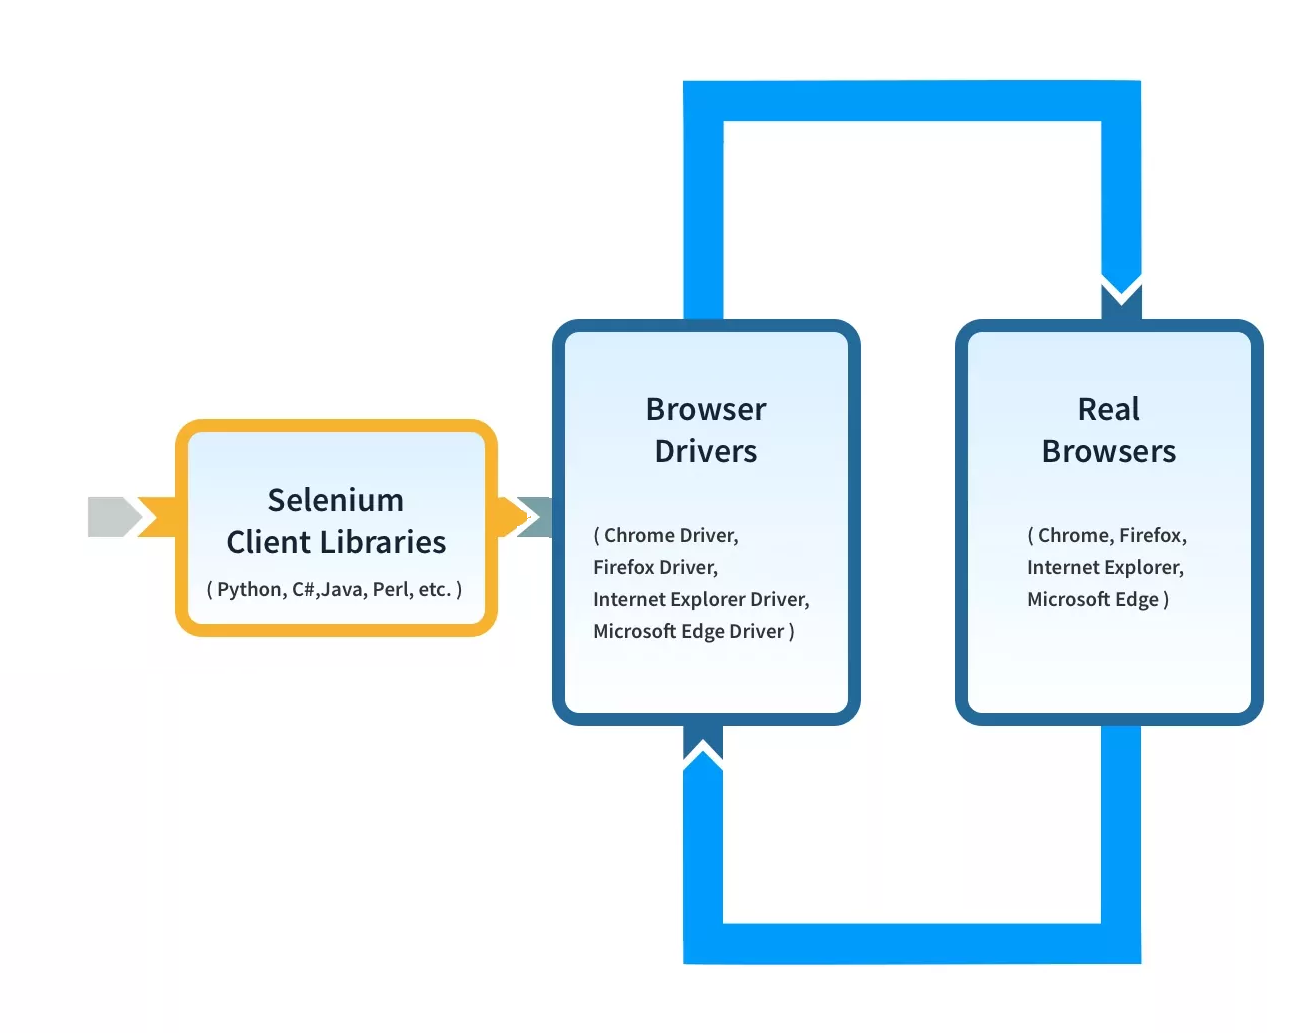 Selenium
Client Libraries
( Python, C#,Java, Perl, etc. )
Browser
Drivers
( Chrome Driver,
Firefox Driver,
Internet Explorer Driver,
Microsoft Edge Driver )
Real
Browsers
( Chrome, Firefox,
Internet Explorer,
Microsoft Edge )